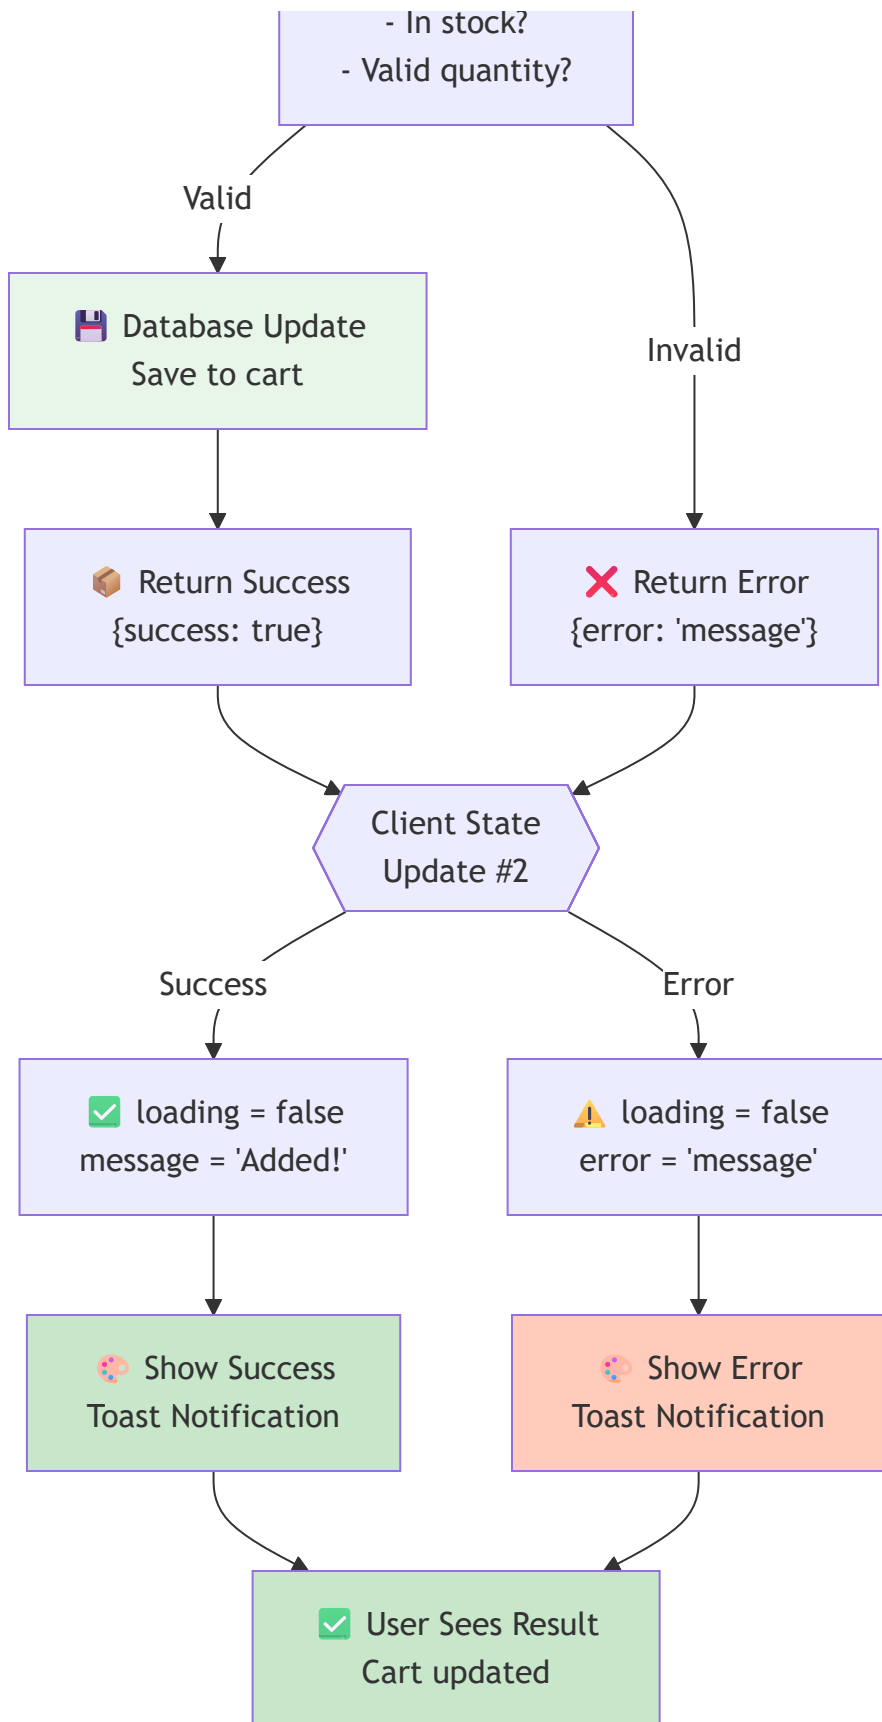 - In stock?
- Valid quantity?
Valid
Invalid
Database Update
Save to cart
Return Success
{success: true}
Return Error
{error: 'message'}
Client State
Update #2
Success
Error
loading = false
message = 'Added!'
loading = false
error = 'message'
Show Success
Toast Notification
Show Error
Toast Notification
User Sees Result
Cart updated